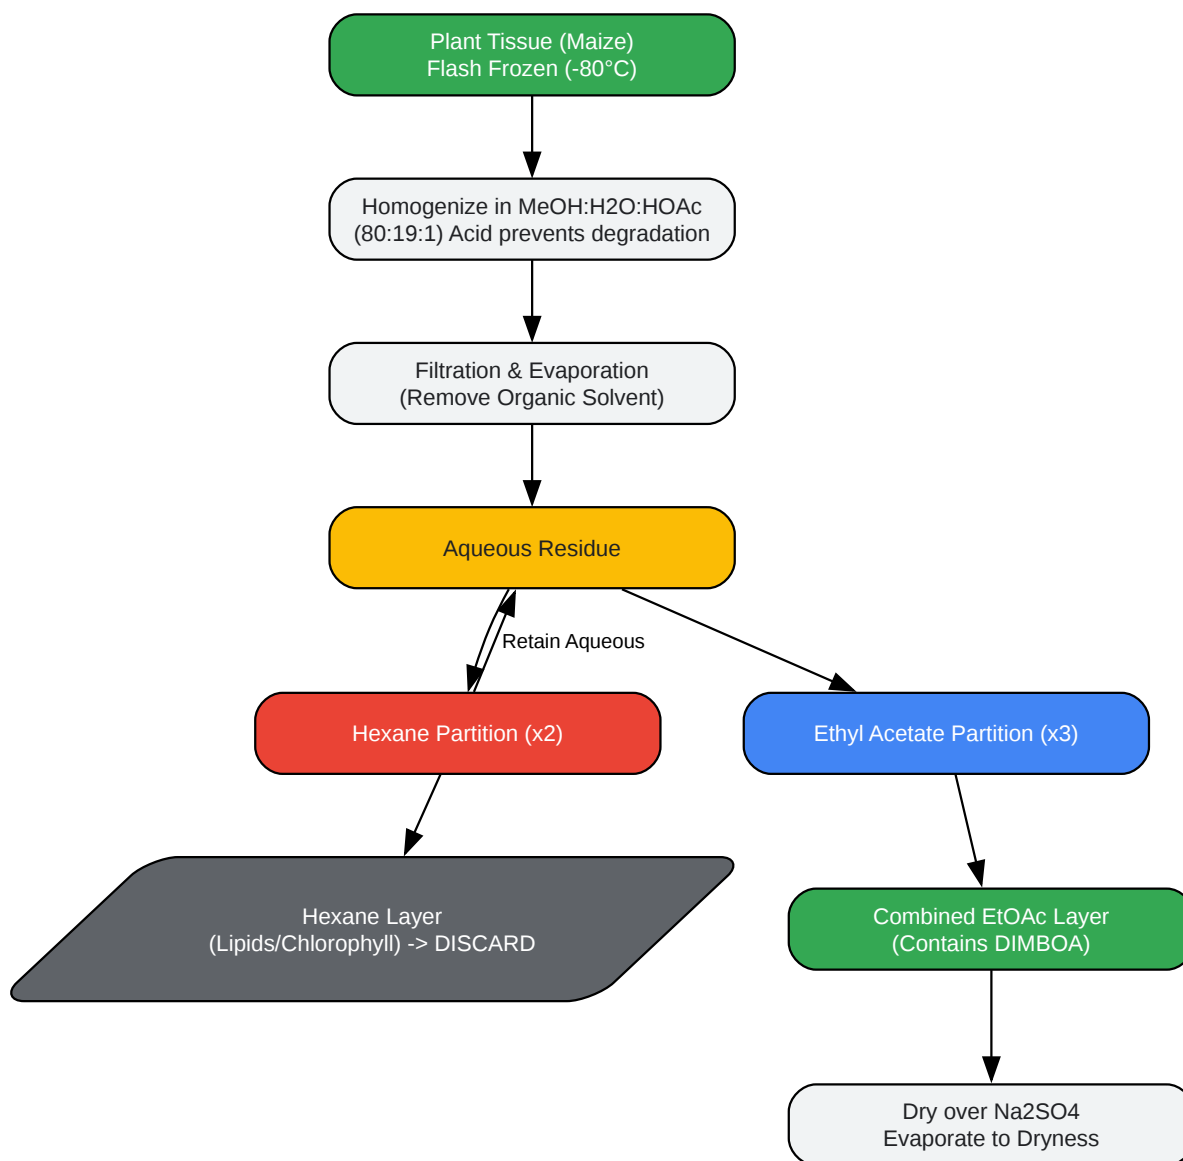 Plant Tissue (Maize)
Flash Frozen (-80°C)
Homogenize in MeOH:H2O:HOAc
(80:19:1) Acid prevents degradation
Filtration & Evaporation
(Remove Organic Solvent)
Aqueous Residue
Retain Aqueous
Hexane Partition (x2)
Ethyl Acetate Partition (x3)
Hexane Layer
(Lipids/Chlorophyll) -> DISCARD
Combined EtOAc Layer
(Contains DIMBOA)
Dry over Na2SO4
Evaporate to Dryness